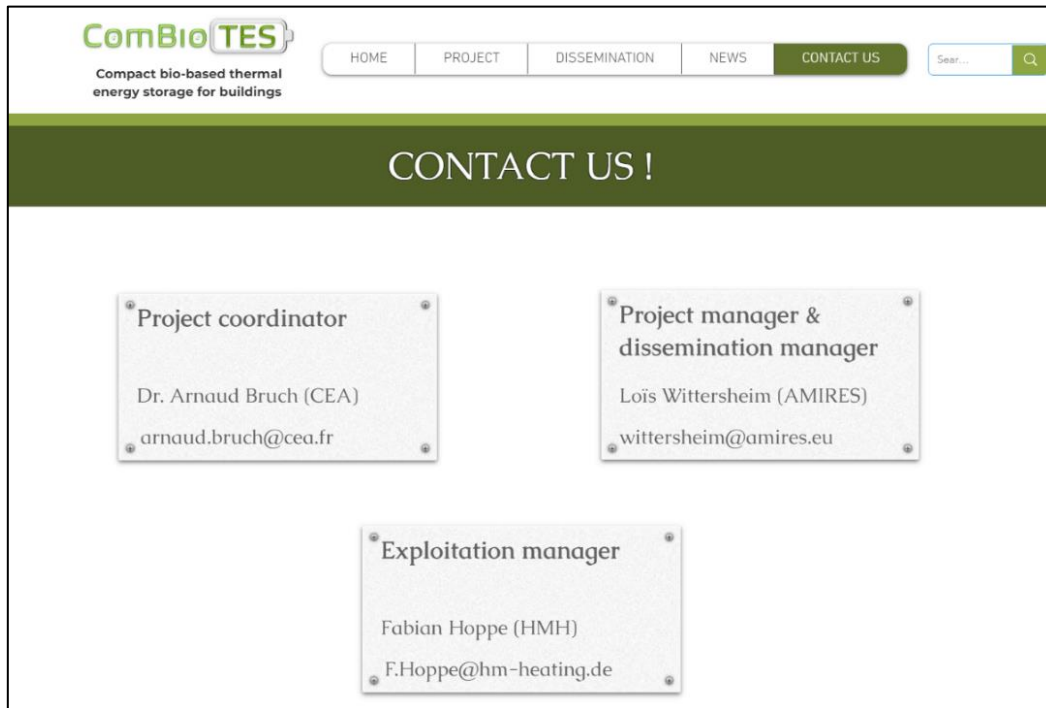 ComBioTES
Compact bio-based thermal
energy storage for buildings
HOME PROJECT DISSEMINATION NEWS CONTACT US
Sear...
CONTACT US !
Project coordinator
Dr. Arnaud Bruch (CEA)
arnaud.bruch@cea.fr
Project manager &
dissemination manager
Loïs Wittersheim (AMIRES)
wittersheim@amires.eu
Exploitation manager
Fabian Hoppe (HMH)
F.Hoppe@hm-heating.de